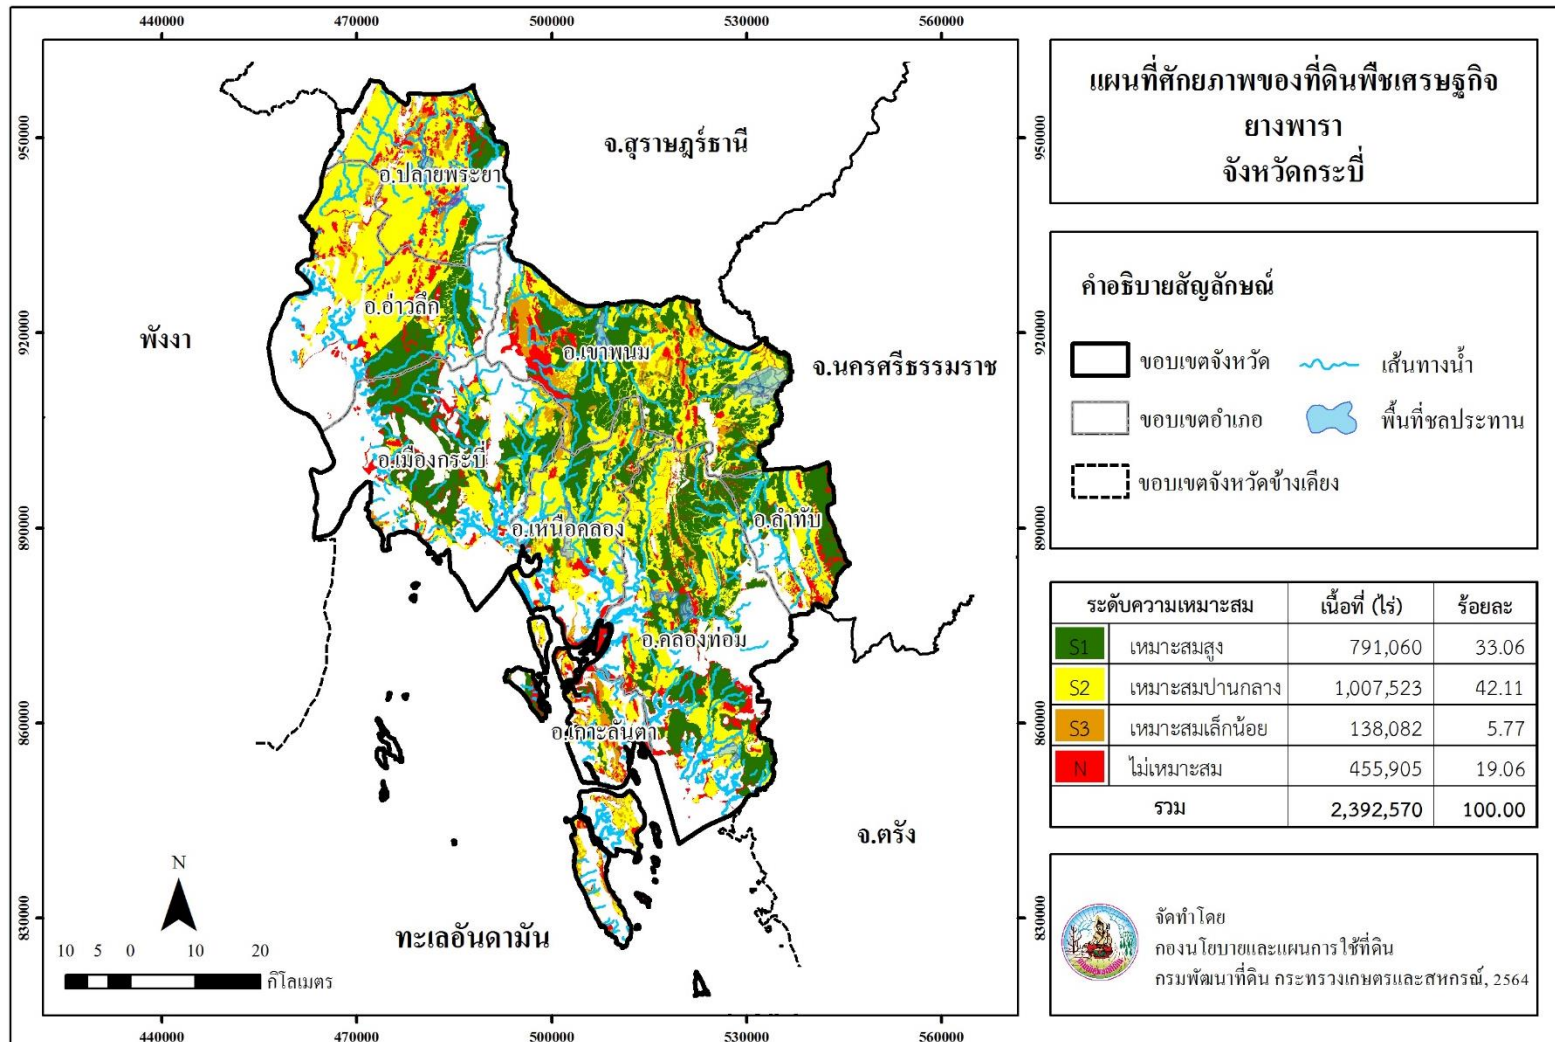 440000 470000 500000 530000 560000
950000 950000
920000 920000
890000 890000
860000 860000
830000 830000
จ.สุราษฎร์ธานี
อ.ปลายพระยา
อ.อ่าวลึก
พังงา
อ.เขาพนม
จ.นครศรีธรรมราช
อ.เมืองกระบี่
อ.เหนือคลอง
อ.ลำทับ
อ.คลองท่อม
อ.เกาะลันตา
จ.ตรัง
ทะเลอันดามัน
N
10 5 0 10 20
กิโลเมตร
440000 470000 500000 530000 560000
แผนที่ศักยภาพของที่ดินพืชเศรษฐกิจ
ยางพารา
จังหวัดกระบี่
คำอธิบายสัญลักษณ์
ขอบเขตจังหวัด เส้นทางน้ำ
ขอบเขตอำเภอ พื้นที่ชลประทาน
ขอบเขตจังหวัดข้างเคียง
ระดับความเหมาะสม เนื้อที่ (ไร่) ร้อยละ
S1 เหมาะสมสูง 791,060 33.06
S2 เหมาะสมปานกลาง 1,007,523 42.11
S3 เหมาะสมเล็กน้อย 138,082 5.77
N ไม่เหมาะสม 455,905 19.06
รวม 2,392,570 100.00
จัดทำโดย
กองนโยบายและแผนการใช้ที่ดิน
กรมพัฒนาที่ดิน กระทรวงเกษตรและสหกรณ์, 2564